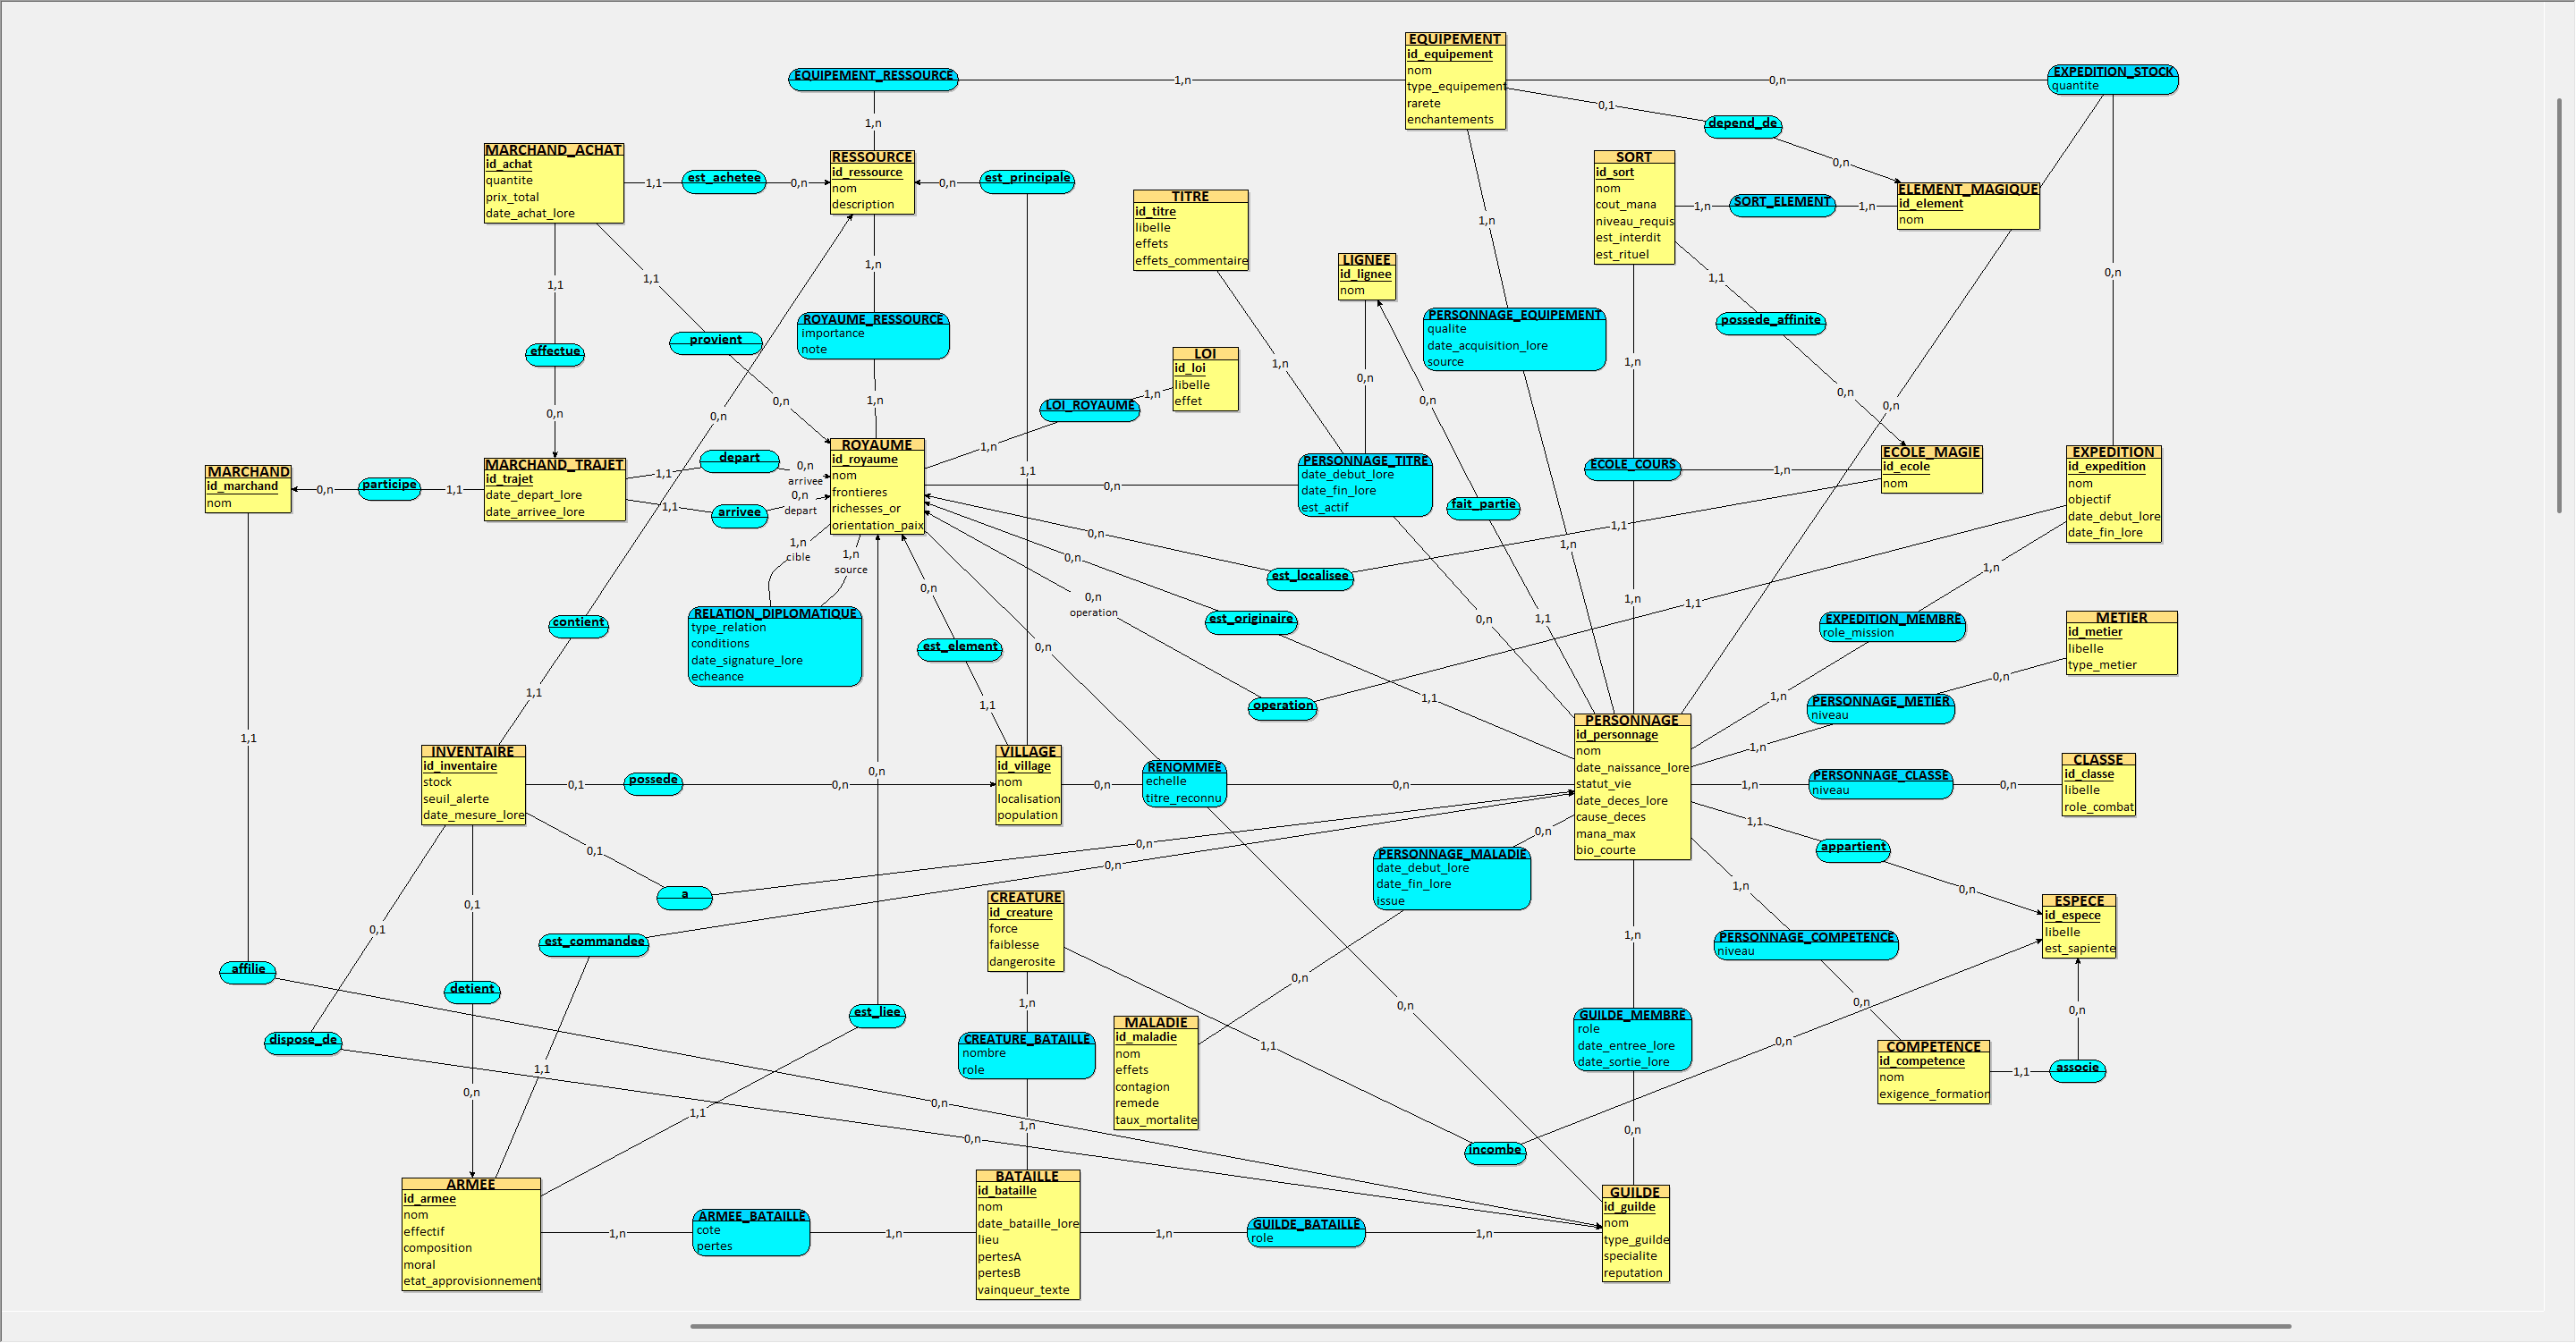 EQUIPEMENT
id_equipement
nom
type_equipement
rarete
enchantements
EQUIPEMENT_RESSOURCE
1,n
0,n
EXPEDITION_STOCK
quantite
0,1
depend_de
0,n
1,n
MARCHAND_ACHAT
id_achat
quantite
prix_total
date_achat_lore
1,1
est_achetee
0,n
RESSOURCE
id_ressource
nom
description
0,n
est_principale
SORT
id_sort
nom
cout_mana
niveau_requis
est_interdit
est_rituel
1,n
SORT_ELEMENT
1,n
ELEMENT_MAGIQUE
id_element
nom
TITRE
id_titre
libelle
effets
effets_commentaire
1,n
LIGNEE
id_lignee
nom
1,1
1,1
1,n
1,1
0,n
provient
effectue
ROYAUME_RESSOURCE
importance
note
PERSONNAGE_EQUIPEMENT
qualite
date_acquisition_lore
source
possede_affinite
LOI
id_loi
libelle
effet
1,n
1,n
0,n
1,n
0,n
0,n
0,n
0,n
0,n
1,n
1,n
LOI_ROYAUME
0,n
1,n
1,1
MARCHAND
id_marchand
nom
0,n
participe
1,1
MARCHAND_TRAJET
id_trajet
date_depart_lore
date_arrivee_lore
1,1
depart
0,n
arrivee
1,1
arrivee
0,n
depart
ROYAUME
id_royaume
nom
frontieres
richesses_or
orientation_paix
0,n
PERSONNAGE_TITRE
date_debut_lore
date_fin_lore
est_actif
fait_partie
ECOLE_COURS
1,n
ECOLE_MAGIE
id_ecole
nom
EXPEDITION
id_expedition
nom
objectif
date_debut_lore
date_fin_lore
1,n
cible
1,n
source
0,n
0,n
1,1
1,n
est_localisee
1,n
0,n
0,n
operation
1,1
1,n
RELATION_DIPLOMATIQUE
type_relation
conditions
date_signature_lore
echeance
contient
est_element
0,n
est_originaire
0,n
1,1
EXPEDITION_MEMBRE
role_mission
METIER
id_metier
libelle
type_metier
1,1
1,1
operation
1,1
1,n
0,n
PERSONNAGE_METIER
niveau
1,1
INVENTAIRE
id_inventaire
stock
seuil_alerte
date_mesure_lore
0,1
possede
0,n
0,n
VILLAGE
id_village
nom
localisation
population
0,n
RENOMMEE
echelle
titre_reconnu
0,n
PERSONNAGE
id_personnage
nom
date_naissance_lore
statut_vie
date_deces_lore
cause_deces
mana_max
bio_courte
1,n
1,n
PERSONNAGE_CLASSE
niveau
0,n
CLASSE
id_classe
libelle
role_combat
0,1
0,n
0,n
0,n
1,1
appartient
0,n
a
PERSONNAGE_MALADIE
date_debut_lore
date_fin_lore
issue
1,n
0,1
0,1
est_commandee
CREATURE
id_creature
force
faiblesse
dangerosite
1,n
PERSONNAGE_COMPETENCE
niveau
ESPECE
id_espece
libelle
est_sapiente
affilie
detient
0,n
1,n
0,n
0,n
0,n
est_liee
dispose_de
CREATURE_BATAILLE
nombre
role
MALADIE
id_maladie
nom
effets
contagion
remede
taux_mortalite
1,1
GUILDE_MEMBRE
role
date_entree_lore
date_sortie_lore
0,n
COMPETENCE
id_competence
nom
exigence_formation
1,1
associe
1,1
0,n
1,1
0,n
0,n
1,n
0,n
incombe
ARMEE
id_armee
nom
effectif
composition
moral
etat_approvisionnement
1,n
ARMEE_BATAILLE
cote
pertes
1,n
BATAILLE
id_bataille
nom
date_bataille_lore
lieu
pertesA
pertesB
vainqueur_texte
1,n
GUILDE_BATAILLE
role
1,n
GUILDE
id_guilde
nom
type_guilde
specialite
reputation